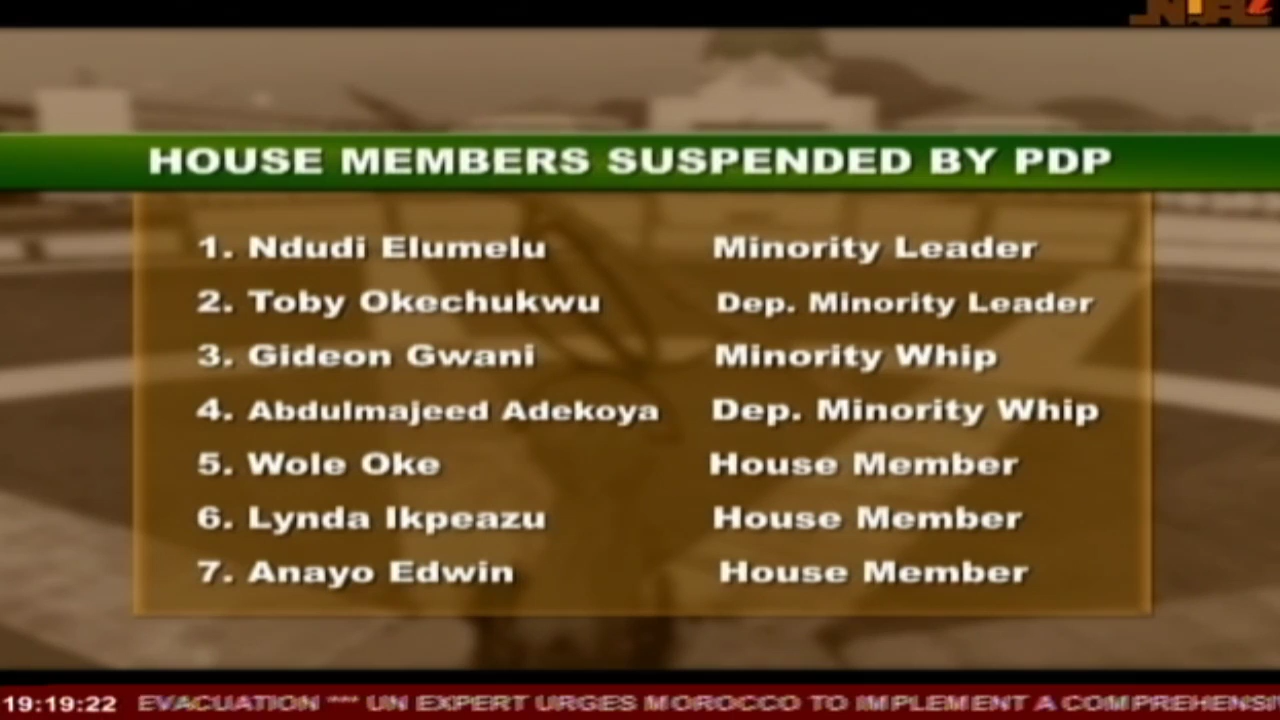 HOUSE MEMBERS SUSPENDED BY PDP
1. Ndudi Elumelu Minority Leader
2. Toby Okechukwu Dep. Minority Leader
3. Gideon Gwani Minority Whip
4. Abdulmajeed Adekoya Dep. Minority Whip
5. Wole Oke House Member
6. Lynda Ikpeazu House Member
7. Anayo Edwin House Member
19:19:22 EVACUATION *** UN EXPERT URGES MOROCCO TO IMPLEMENT A COMPREHENSI